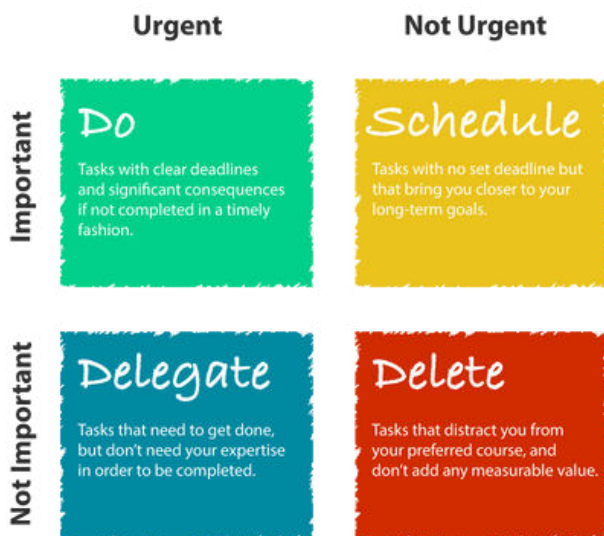 Urgent
Not Urgent
Important
Do
Tasks with clear deadlines
and significant consequences
if not completed in a timely
fashion.
Schedule
Tasks with no set deadline but
that bring you closer to your
long-term goals.
Not Important
Delegate
Tasks that need to get done,
but don't need your expertise
in order to be completed.
Delete
Tasks that distract you from
your preferred course, and
don't add any measurable value.